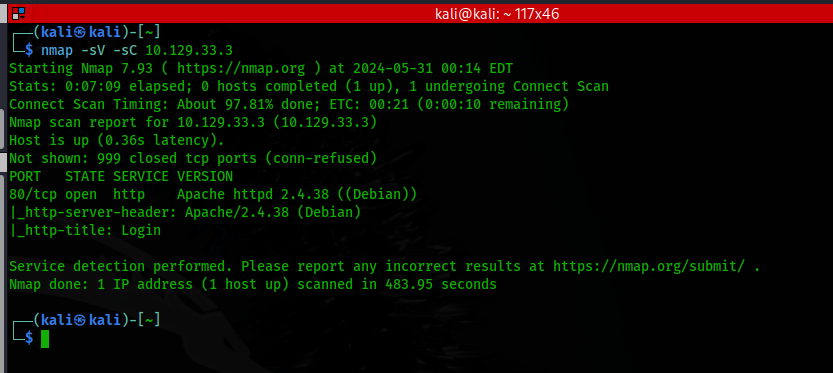 kali@kali: ~ 117x46
┌──(kali㉿kali)-[~]
└─$ nmap -sV -sC 10.129.33.3
Starting Nmap 7.93 ( https://nmap.org ) at 2024-05-31 00:14 EDT
Stats: 0:07:09 elapsed; 0 hosts completed (1 up), 1 undergoing Connect Scan
Connect Scan Timing: About 97.81% done; ETC: 00:21 (0:00:10 remaining)
Nmap scan report for 10.129.33.3 (10.129.33.3)
Host is up (0.36s latency).
Not shown: 999 closed tcp ports (conn-refused)
PORT   STATE SERVICE VERSION
80/tcp open  http    Apache httpd 2.4.38 ((Debian))
|_http-server-header: Apache/2.4.38 (Debian)
|_http-title: Login
Service detection performed. Please report any incorrect results at https://nmap.org/submit/ .
Nmap done: 1 IP address (1 host up) scanned in 483.95 seconds
┌──(kali㉿kali)-[~]
└─$